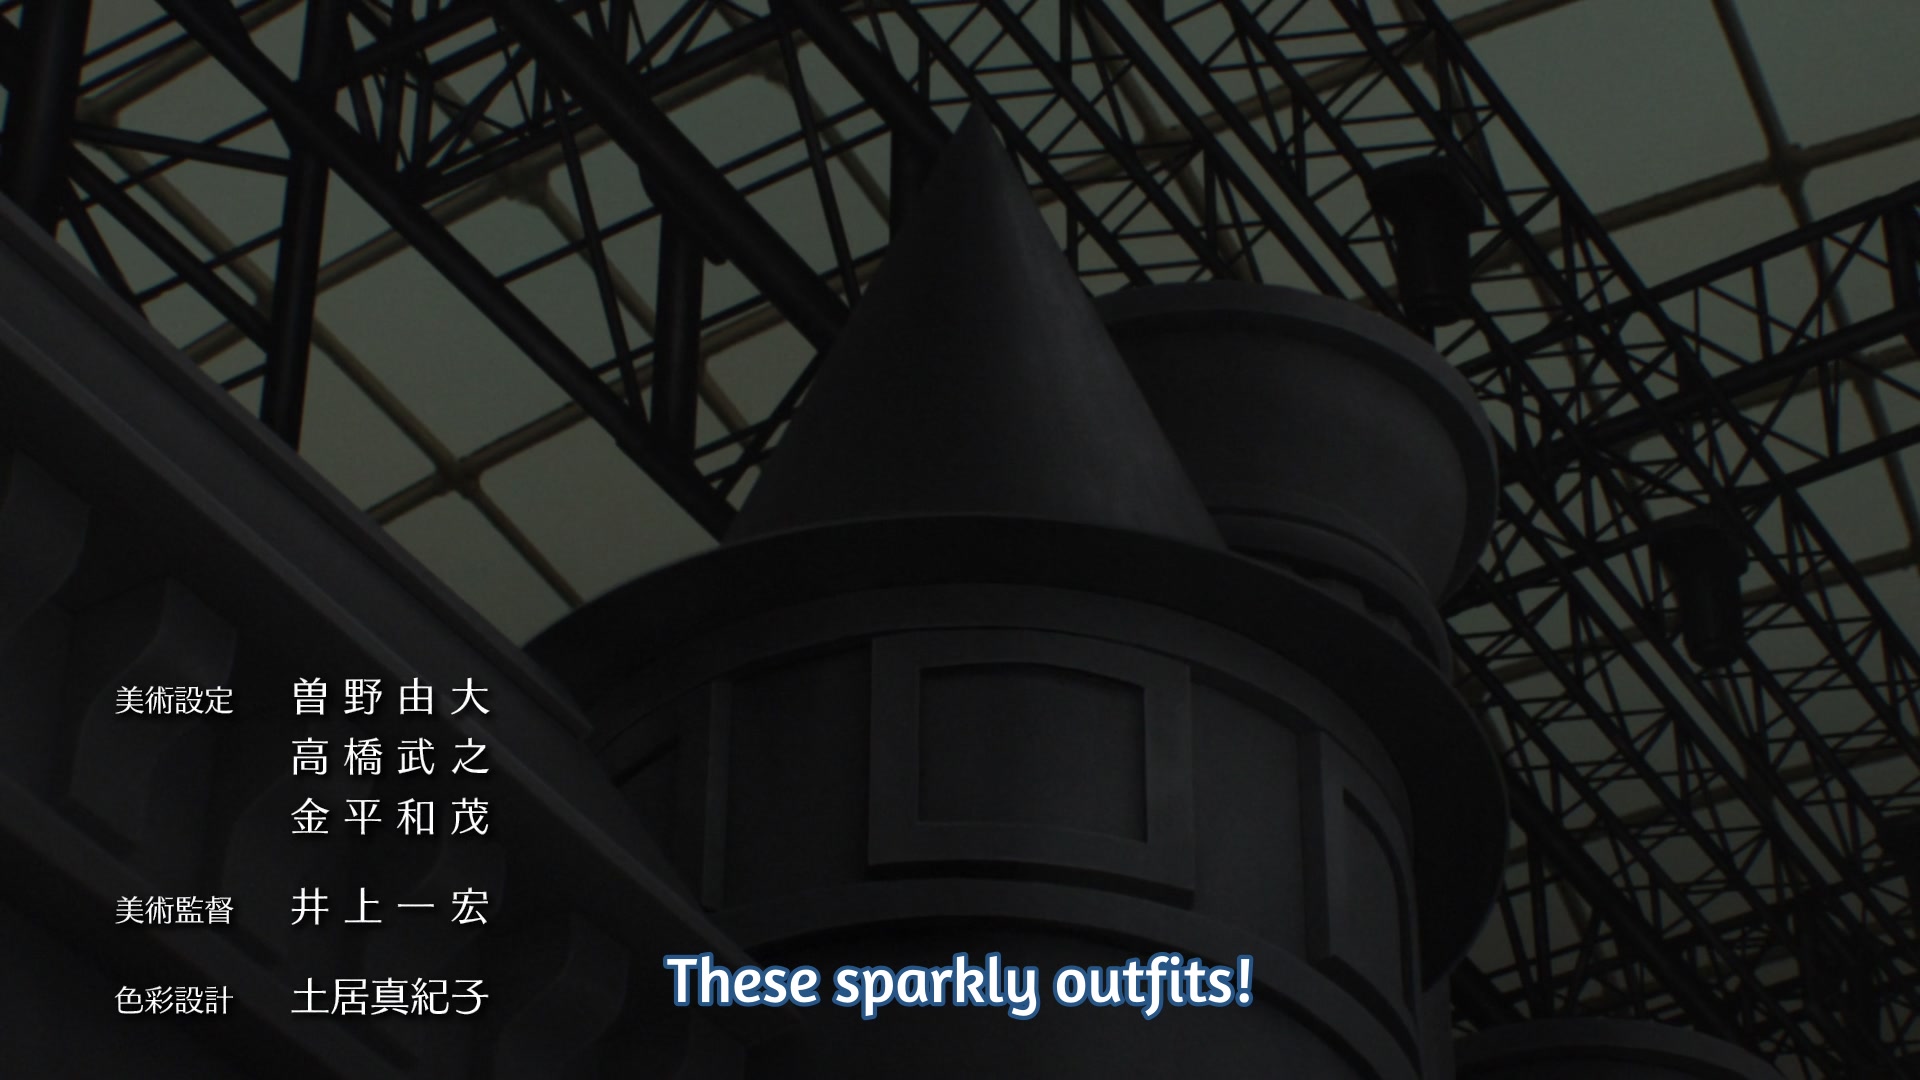 美術設定 曽野由大
高橋武之
金平和茂
美術監督 井上一宏
色彩設計 土居真紀子
These sparkly outfits!